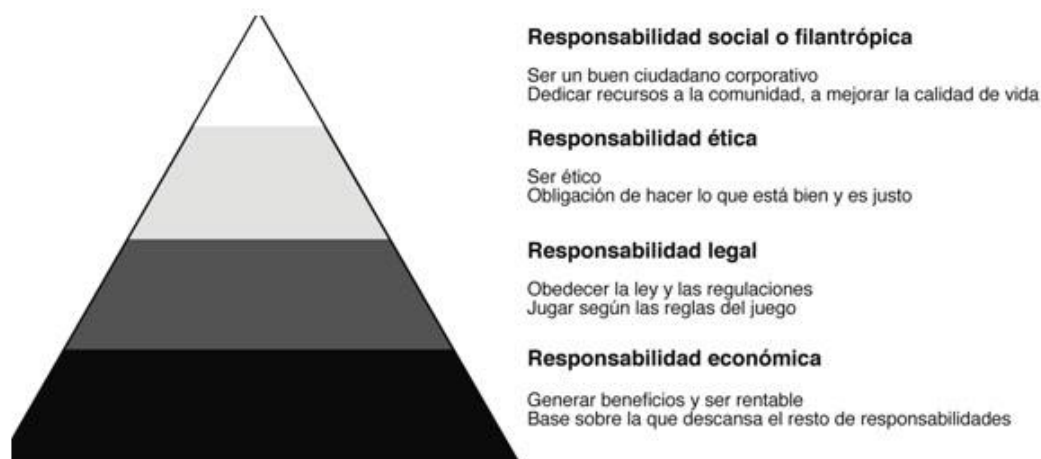 Responsabilidad social o filantrópica
Ser un buen ciudadano corporativo
Dedicar recursos a la comunidad, a mejorar la calidad de vida
Responsabilidad ética
Ser ético
Obligación de hacer lo que está bien y es justo
Responsabilidad legal
Obedecer la ley y las regulaciones
Jugar según las reglas del juego
Responsabilidad económica
Generar beneficios y ser rentable
Base sobre la que descansa el resto de responsabilidades